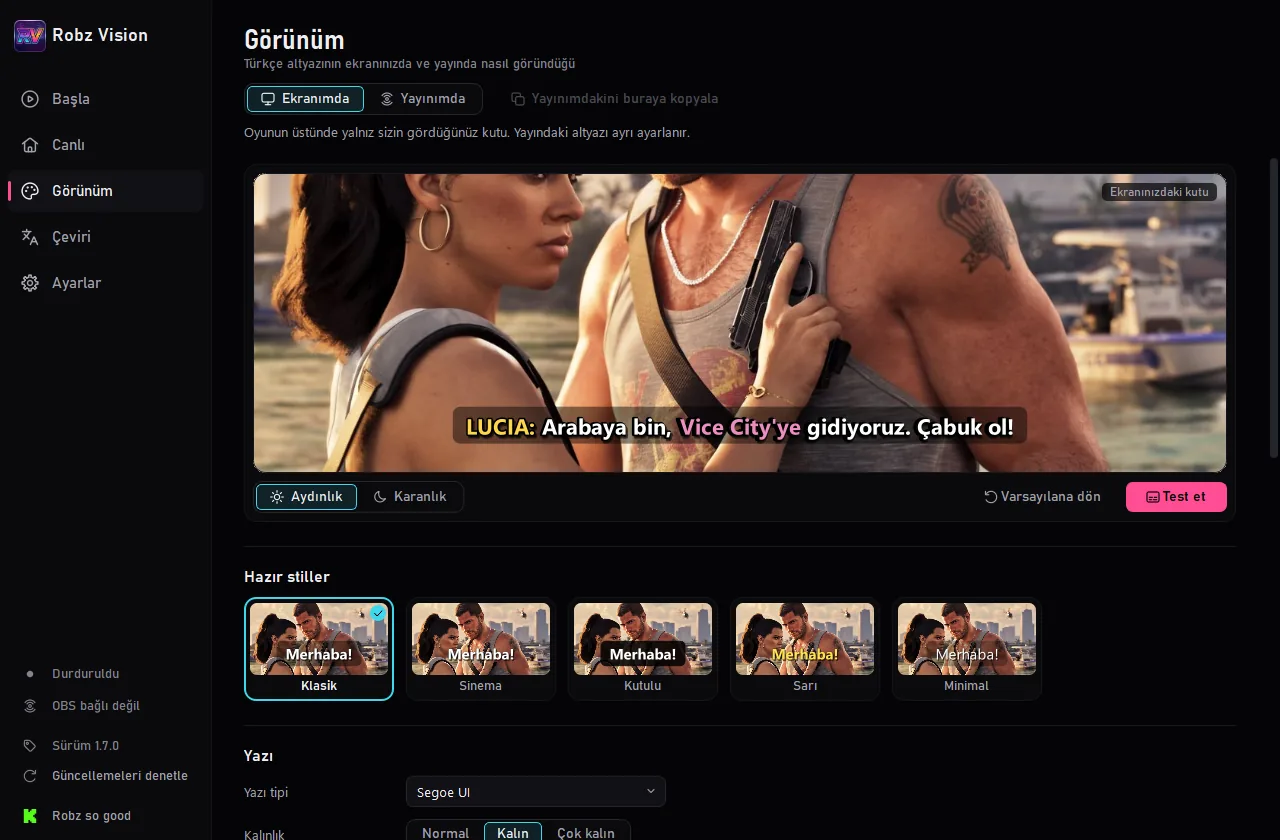 Robz Vision
Başla
Canlı
Görünüm
Çeviri
Ayarlar
Durduruldu
OBS bağlı değil
Sürüm 1.7.0
Güncellemeleri denetle
Robz so good
Görünüm
Türkçe altyazının ekranınızda ve yayında nasıl göründüğü
Ekranımda Yayınımda Yayınımdakini buraya kopyala
Oyunun üstünde yalnız sizin gördüğünüz kutu. Yayındaki altyazı ayrı ayarlanır.
Ekranınızdaki kutu
LUCIA: Arabaya bin, Vice City'ye gidiyoruz. Çabuk ol!
Aydınlık Karanlık Varsayılana dön Test et
Hazır stiller
Merhaba! Merhaba! Merhaba! Merhaba! Merhaba!
Klasik Sinema Kutulu Sarı Minimal
Yazı
Yazı tipi Segoe UI
Kalınlık Normal Kalın Çok kalın